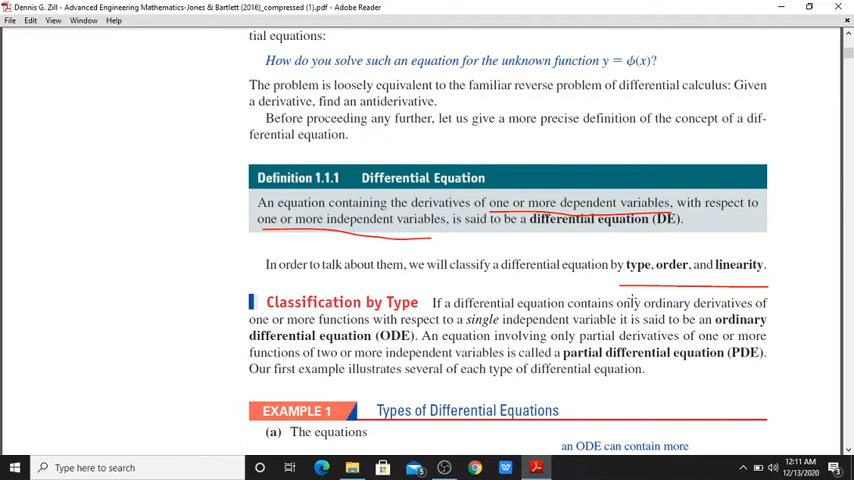 Dennis G. Zill - Advanced Engineering Mathematics-Jones & Bartlett (2016)_compressed (1).pdf - Adobe Reader
File Edit View Window Help
tial equations:
How do you solve such an equation for the unknown function y = ϕ(x)?
The problem is loosely equivalent to the familiar reverse problem of differential calculus: Given
a derivative, find an antiderivative.
Before proceeding any further, let us give a more precise definition of the concept of a dif-
ferential equation.
Definition 1.1.1 Differential Equation
An equation containing the derivatives of one or more dependent variables, with respect to
one or more independent variables, is said to be a differential equation (DE).
In order to talk about them, we will classify a differential equation by type, order, and linearity.
Classification by Type If a differential equation contains only ordinary derivatives of
one or more functions with respect to a single independent variable it is said to be an ordinary
differential equation (ODE). An equation involving only partial derivatives of one or more
functions of two or more independent variables is called a partial differential equation (PDE).
Our first example illustrates several of each type of differential equation.
EXAMPLE 1 Types of Differential Equations
(a) The equations
an ODE can contain more
Type here to search
5
W
12:11 AM
12/13/2020
3